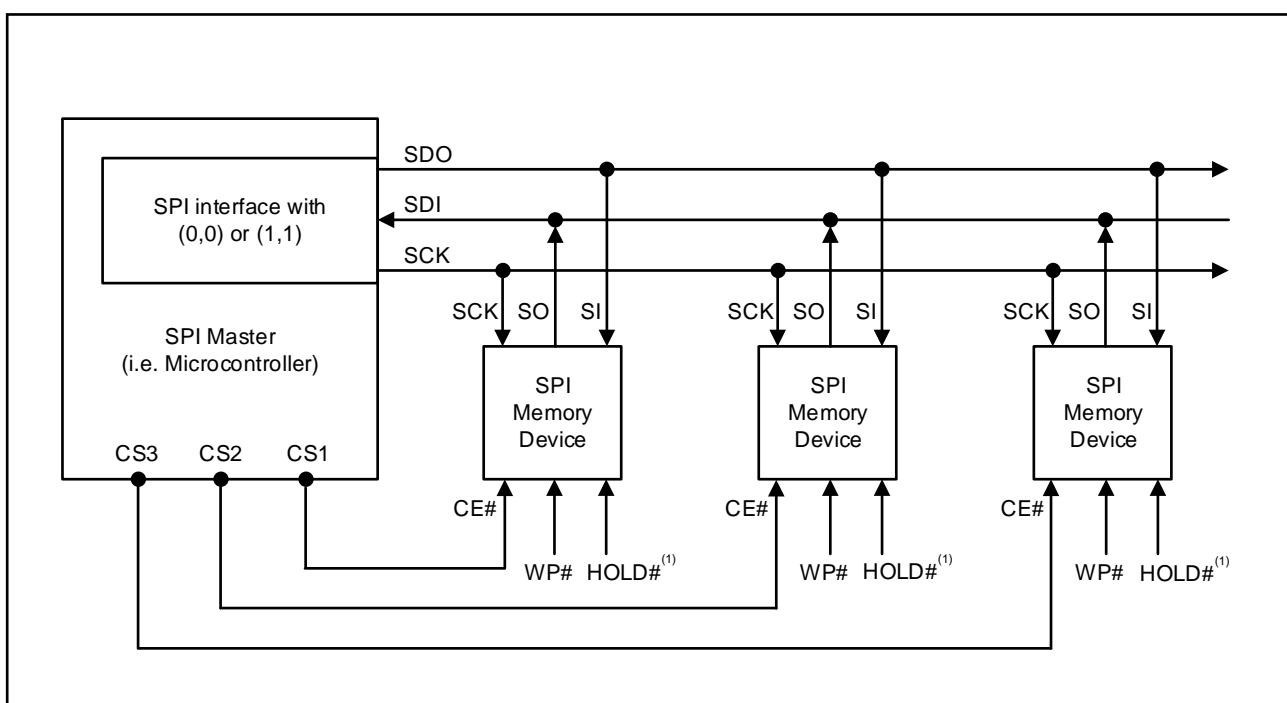 SDO
SPI interface with
(0,0) or (1,1)
SDI
SCK
SPI Master
(i.e. Microcontroller)
CS3 CS2 CS1
SCK SO SI
SPI
Memory
Device
CE#
WP# HOLD#(1)
SCK SO SI
SPI
Memory
Device
CE#
WP# HOLD#(1)
SCK SO SI
SPI
Memory
Device
CE#
WP# HOLD#(1)